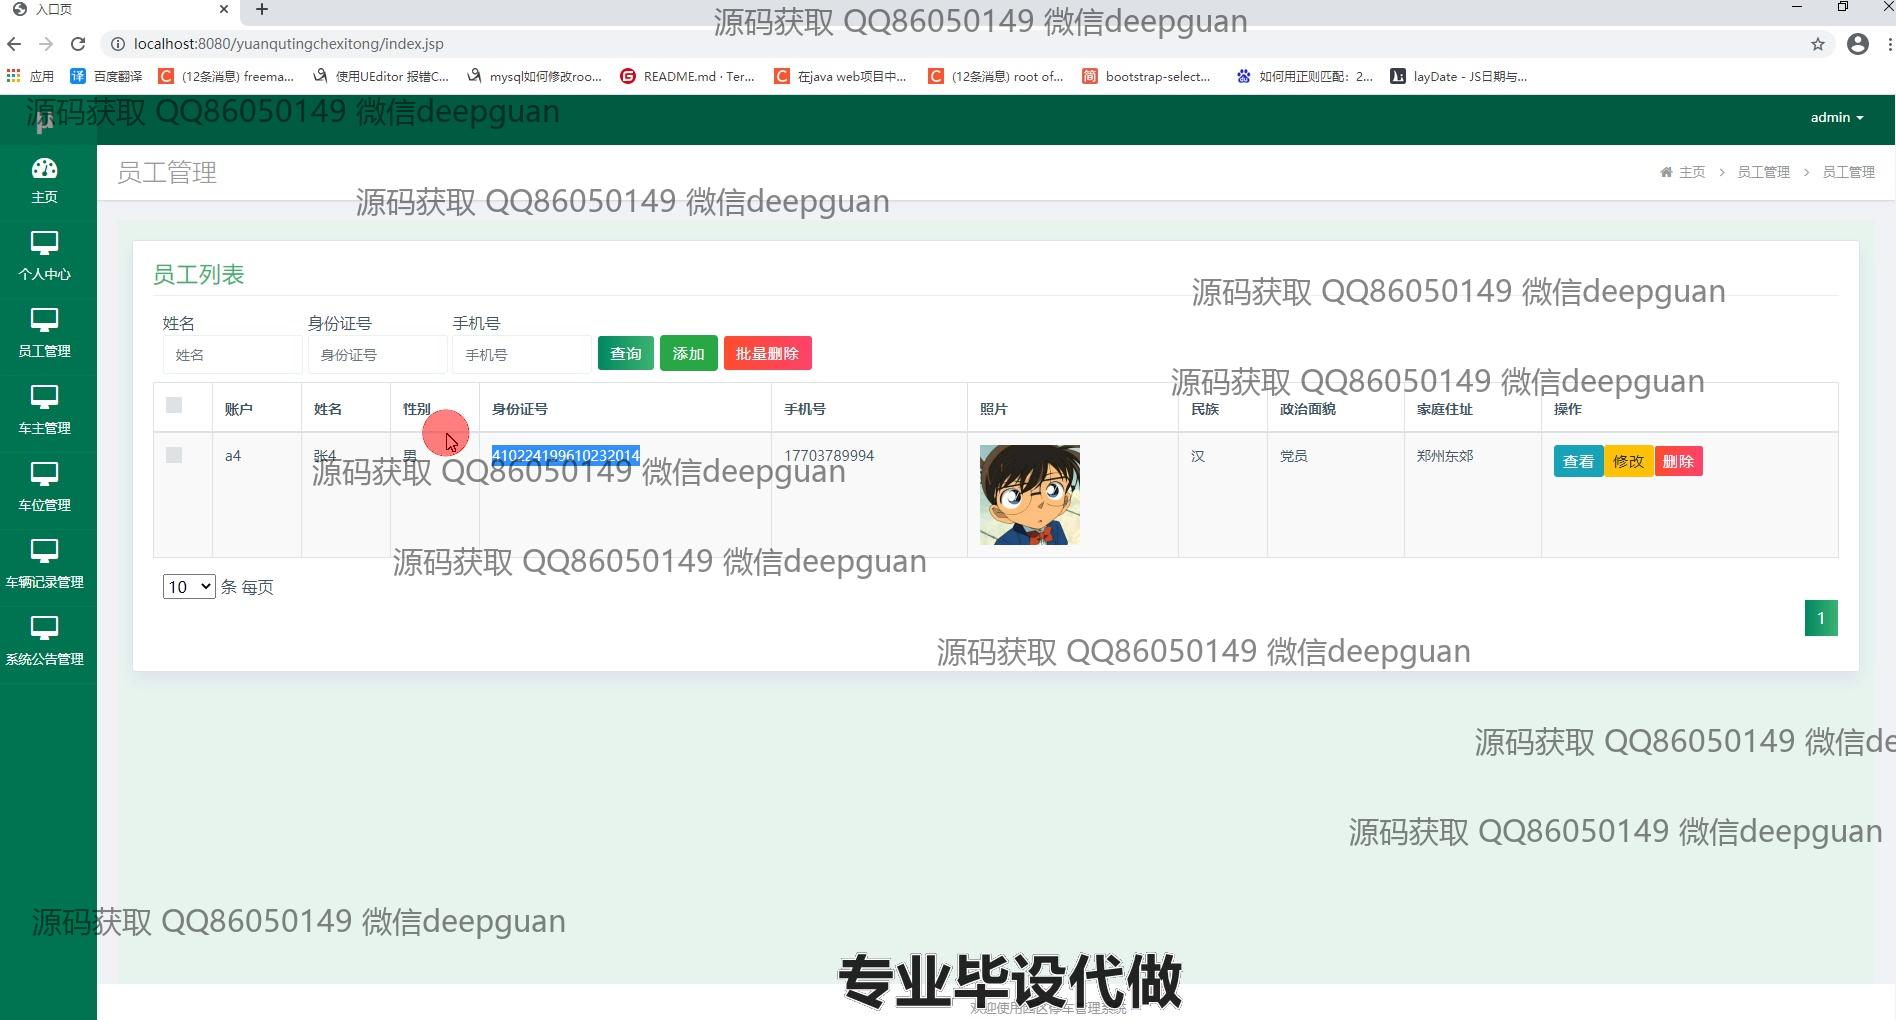 入口页
源码获取 QQ86050149 微信deepguan
localhost:8080/yuanqutingchexitong/index.jsp
应用 百度翻译 (12条消息) freema... 使用UEditor 报错C... mysql如何修改roo... README.md · Ter... 在java web项目中... (12条消息) root of... bootstrap-select... 如何用正则匹配：2... layDate - JS日期与...
源码获取 QQ86050149 微信deepguan
μ
admin
主页
个人中心
员工管理
车主管理
车位管理
车辆记录管理
系统公告管理
员工管理
主页 > 员工管理 > 员工管理
源码获取 QQ86050149 微信deepguan
员工列表
源码获取 QQ86050149 微信deepguan
姓名 身份证号 手机号
姓名 身份证号 手机号 查询 添加 批量删除
源码获取 QQ86050149 微信deepguan
账户 姓名 性别 身份证号 手机号 照片 民族 政治面貌 家庭住址 操作
a4 张4 男 410224199610232014 17703789994 汉 党员 郑州东郊 查看 修改 删除
源码获取 QQ86050149 微信deepguan
源码获取 QQ86050149 微信deepguan
10 条 每页
1
源码获取 QQ86050149 微信deepguan
源码获取 QQ86050149 微信de
源码获取 QQ86050149 微信deepguan
源码获取 QQ86050149 微信deepguan
专业毕设代做
欢迎使用园区停车管理系统